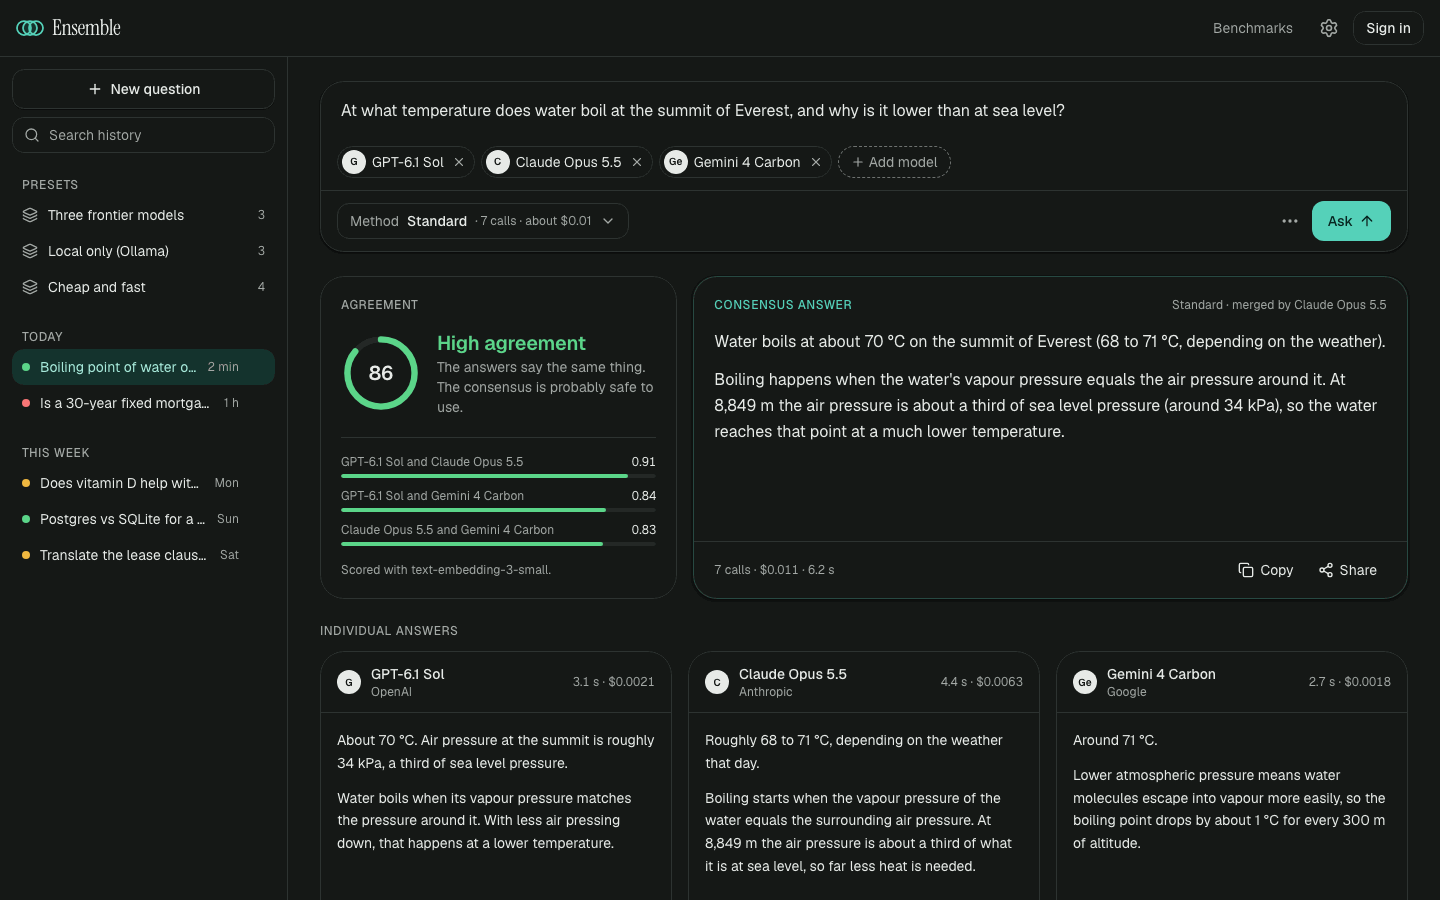 Ensemble
Benchmarks
Sign in
New question
Search history
PRESETS
Three frontier models 3
Local only (Ollama) 3
Cheap and fast 4
TODAY
Boiling point of water o... 2 min
Is a 30-year fixed mortga... 1 h
THIS WEEK
Does vitamin D help wit... Mon
Postgres vs SQLite for a ... Sun
Translate the lease claus... Sat
At what temperature does water boil at the summit of Everest, and why is it lower than at sea level?
G GPT-6.1 Sol
C Claude Opus 5.5
Ge Gemini 4 Carbon
Add model
Method Standard · 7 calls · about $0.01
Ask
AGREEMENT
86
High agreement
The answers say the same thing.
The consensus is probably safe to
use.
GPT-6.1 Sol and Claude Opus 5.5 0.91
GPT-6.1 Sol and Gemini 4 Carbon 0.84
Claude Opus 5.5 and Gemini 4 Carbon 0.83
Scored with text-embedding-3-small.
CONSENSUS ANSWER
Standard · merged by Claude Opus 5.5
Water boils at about 70 °C on the summit of Everest (68 to 71 °C, depending on the weather).
Boiling happens when the water's vapour pressure equals the air pressure around it. At
8,849 m the air pressure is about a third of sea level pressure (around 34 kPa), so the water
reaches that point at a much lower temperature.
7 calls · $0.011 · 6.2 s
Copy
Share
INDIVIDUAL ANSWERS
G GPT-6.1 Sol
OpenAI
3.1 s · $0.0021
About 70 °C. Air pressure at the summit is roughly
34 kPa, a third of sea level pressure.
Water boils when its vapour pressure matches
the pressure around it. With less air pressing
down, that happens at a lower temperature.
C Claude Opus 5.5
Anthropic
4.4 s · $0.0063
Roughly 68 to 71 °C, depending on the weather
that day.
Boiling starts when the vapour pressure of the
water equals the surrounding air pressure. At
8,849 m the air pressure is about a third of what
it is at sea level, so far less heat is needed.
Ge Gemini 4 Carbon
Google
2.7 s · $0.0018
Around 71 °C.
Lower atmospheric pressure means water
molecules escape into vapour more easily, so the
boiling point drops by about 1 °C for every 300 m
of altitude.